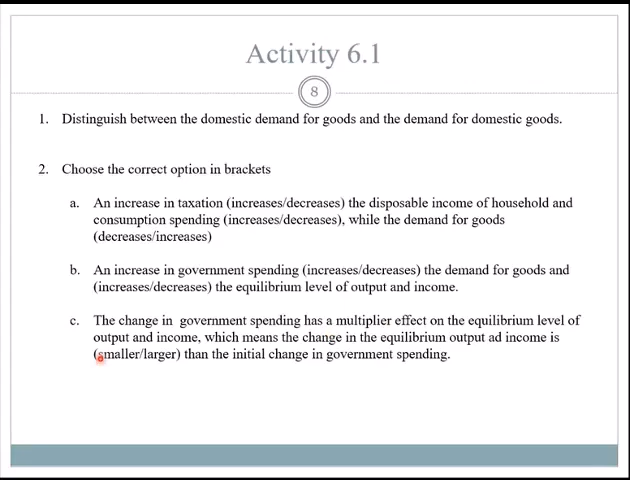 Activity 6.1
8
1. Distinguish between the domestic demand for goods and the demand for domestic goods.
2. Choose the correct option in brackets
a. An increase in taxation (increases/decreases) the disposable income of household and
consumption spending (increases/decreases), while the demand for goods
(decreases/increases)
b. An increase in government spending (increases/decreases) the demand for goods and
(increases/decreases) the equilibrium level of output and income.
c. The change in government spending has a multiplier effect on the equilibrium level of
output and income, which means the change in the equilibrium output ad income is
(smaller/larger) than the initial change in government spending.